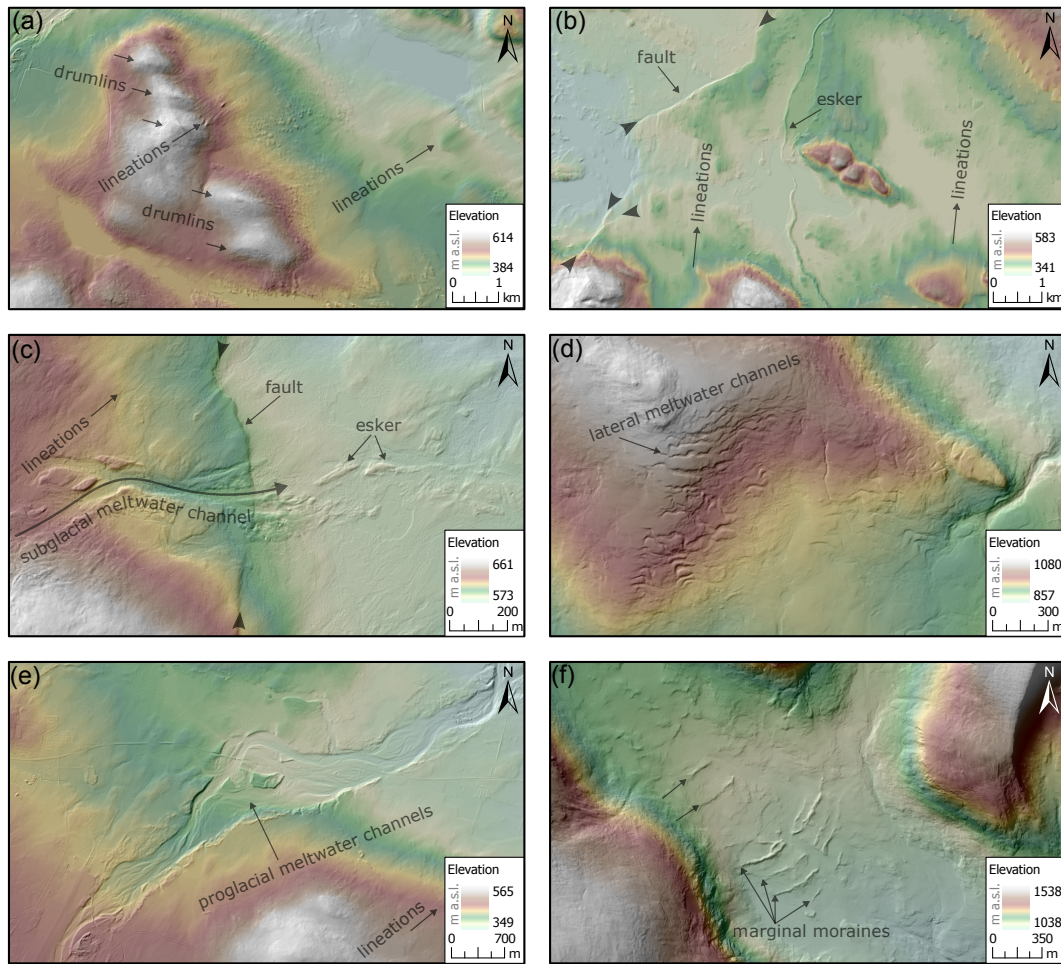 (a)
N
drumlins
lineations
lineations
drumlins
Elevation
m a.s.l.
614
384
0 1
km
(b)
N
fault
esker
lineations
lineations
Elevation
m a.s.l.
583
341
0 1
km
(c)
N
fault
lineations
esker
subglacial meltwater channel
Elevation
m a.s.l.
661
573
0 200
m
(d)
N
lateral meltwater channels
Elevation
m a.s.l.
1080
857
0 300
m
(e)
N
proglacial meltwater channels
lineations
Elevation
m a.s.l.
565
349
0 700
m
(f)
N
marginal moraines
Elevation
m a.s.l.
1538
1038
0 350
m